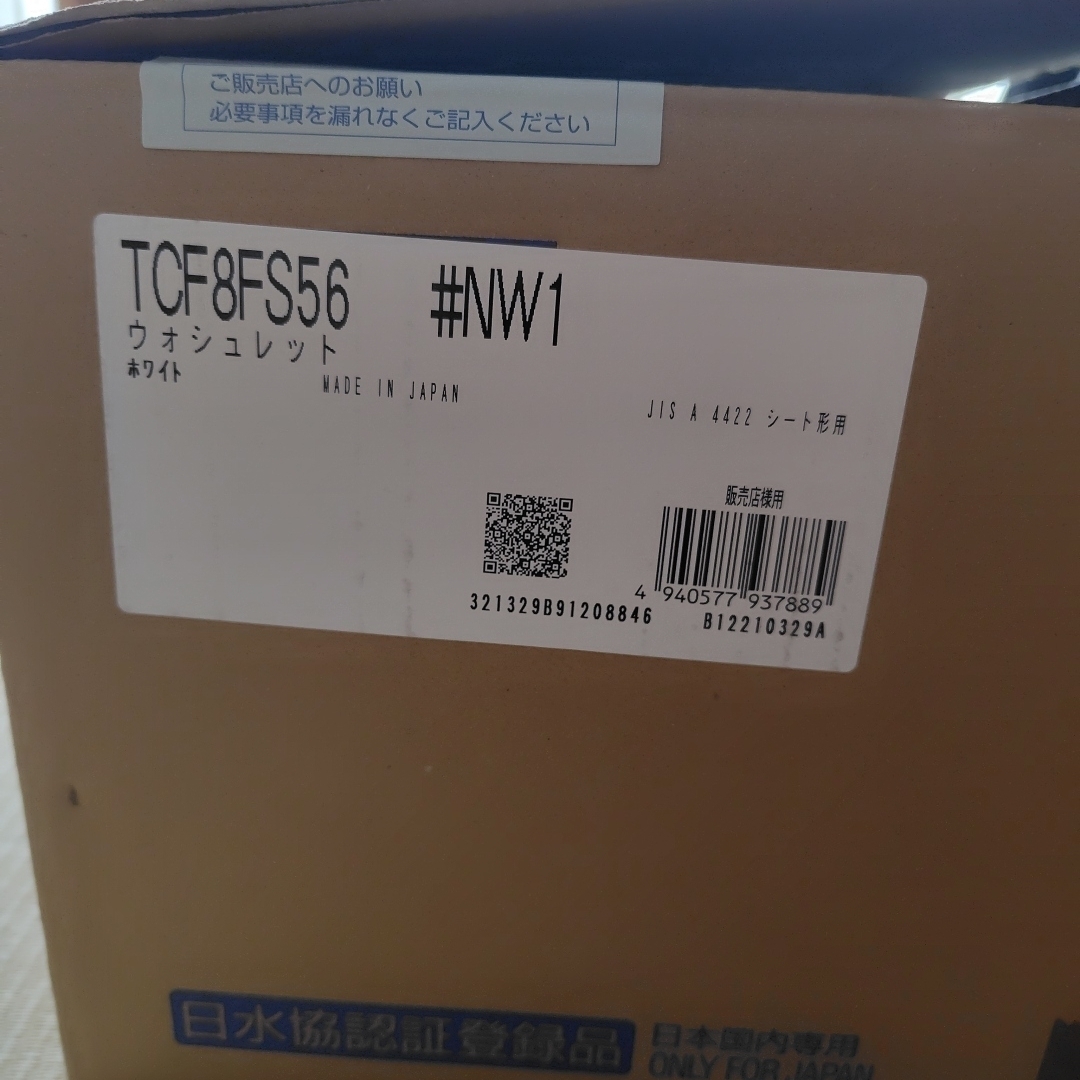 ご販売店へのお願い
必要事項を漏れなくご記入ください
TCF8FS56 #NW1
ウォシュレット
ホワイト
MADE IN JAPAN
JIS A 4422 シート形用
販売店様用
4 940577 937889
321329B91208846
B12210329A
日水協認証登録品
日本国内専用
ONLY FOR JAPAN